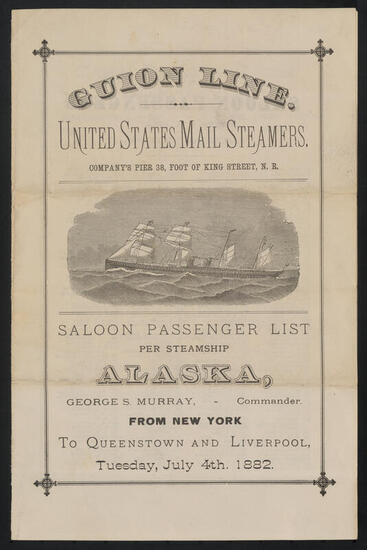 GUION LINE.
UNITED STATES MAIL STEAMERS.
COMPANY'S PIER 38, FOOT OF KING STREET, N. R.
SALOON PASSENGER LIST
PER STEAMSHIP
ALASKA,
GEORGE S. MURRAY, - Commander.
FROM NEW YORK
TO QUEENSTOWN AND LIVERPOOL,
Tuesday, July 4th. 1882.